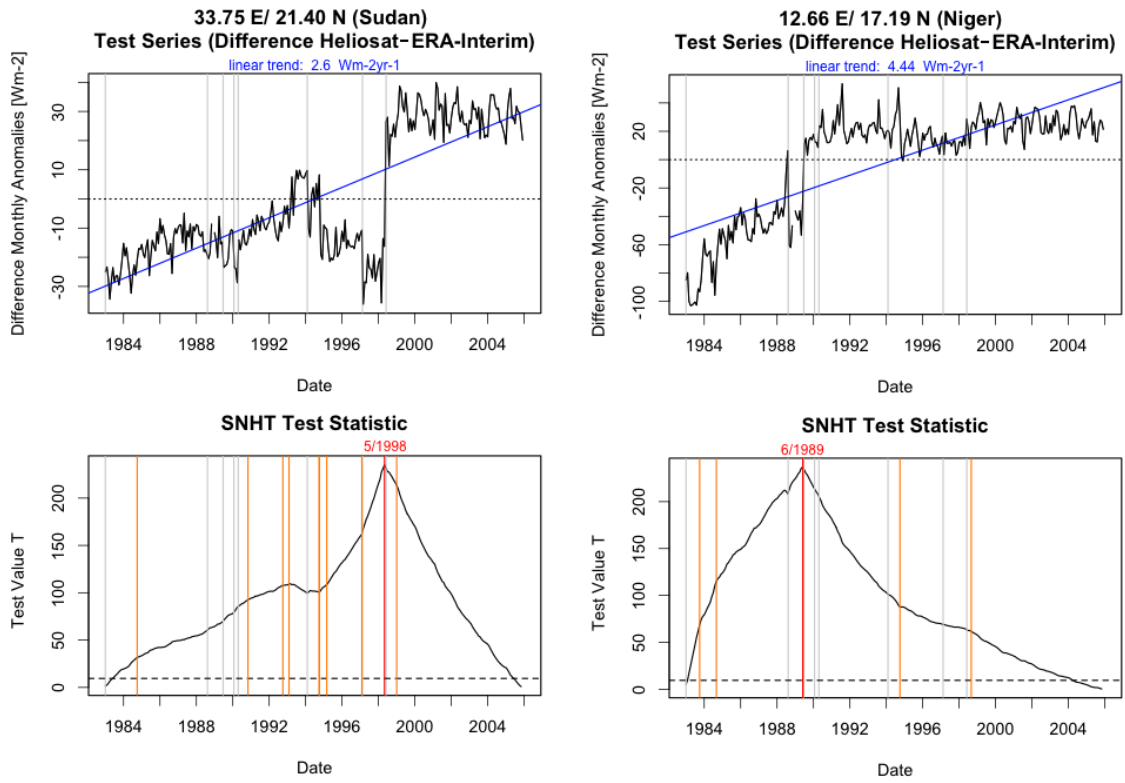 33.75 E/ 21.40 N (Sudan)
Test Series (Difference Heliosat−ERA-Interim)
linear trend: 2.6 Wm-2yr-1
Difference Monthly Anomalies [Wm-2]
30
10
-10
-30
1984
1988
1992
1996
2000
2004
Date
12.66 E/ 17.19 N (Niger)
Test Series (Difference Heliosat−ERA-Interim)
linear trend: 4.44 Wm-2yr-1
Difference Monthly Anomalies [Wm-2]
20
-20
-60
-100
1984
1988
1992
1996
2000
2004
Date
SNHT Test Statistic
5/1998
Test Value T
200
150
100
50
0
1984
1988
1992
1996
2000
2004
Date
SNHT Test Statistic
6/1989
Test Value T
200
150
100
50
0
1984
1988
1992
1996
2000
2004
Date